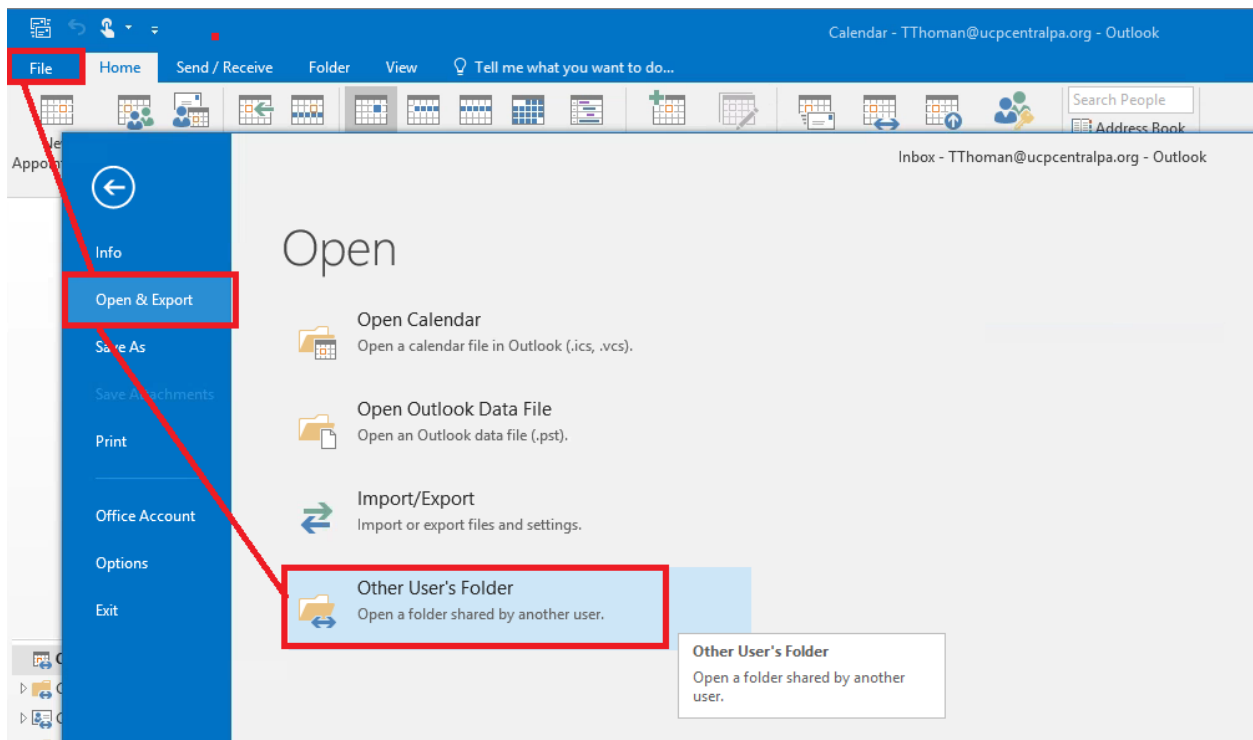 Calendar - TThoman@ucpcentralpa.org - Outlook
File Home Send / Receive Folder View Tell me what you want to do...
Search People
Address Book
Inbox - TThoman@ucpcentralpa.org - Outlook
Info
Open & Export
Save As
Save Attachments
Print
Office Account
Options
Exit
Open
Open Calendar
Open a calendar file in Outlook (.ics, .vcs).
Open Outlook Data File
Open an Outlook data file (.pst).
Import/Export
Import or export files and settings.
Other User's Folder
Open a folder shared by another user.
Other User's Folder
Open a folder shared by another
user.